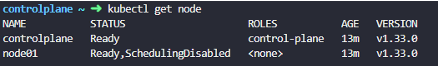 controlplane ~ ➜ kubectl get node
NAME STATUS ROLES AGE VERSION
controlplane Ready control-plane 13m v1.33.0
node01 Ready,SchedulingDisabled <none> 13m v1.33.0